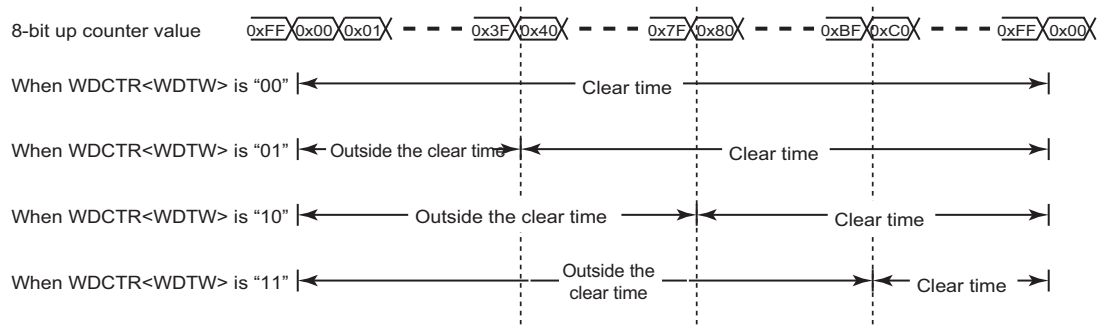 8-bit up counter value 0xFF 0x00 0x01 0x3F 0x40 0x7F 0x80 0xBF 0xC0 0xFF 0x00
When WDCTR<WDTW> is “00” Clear time
When WDCTR<WDTW> is “01” Outside the clear time Clear time
When WDCTR<WDTW> is “10” Outside the clear time Clear time
When WDCTR<WDTW> is “11” Outside the clear time Clear time